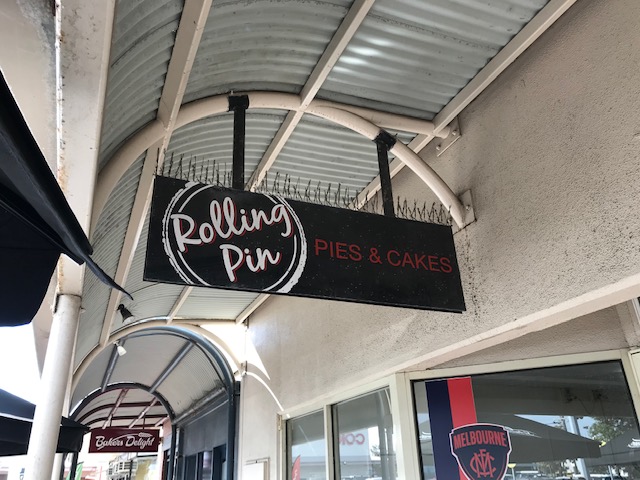 Rolling
Pin
PIES & CAKES
Bakers Delight
MELBOURNE